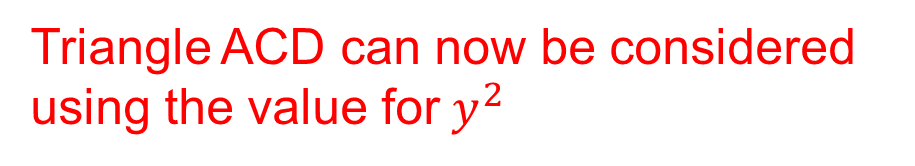 Triangle ACD can now be considered
using the value for y²